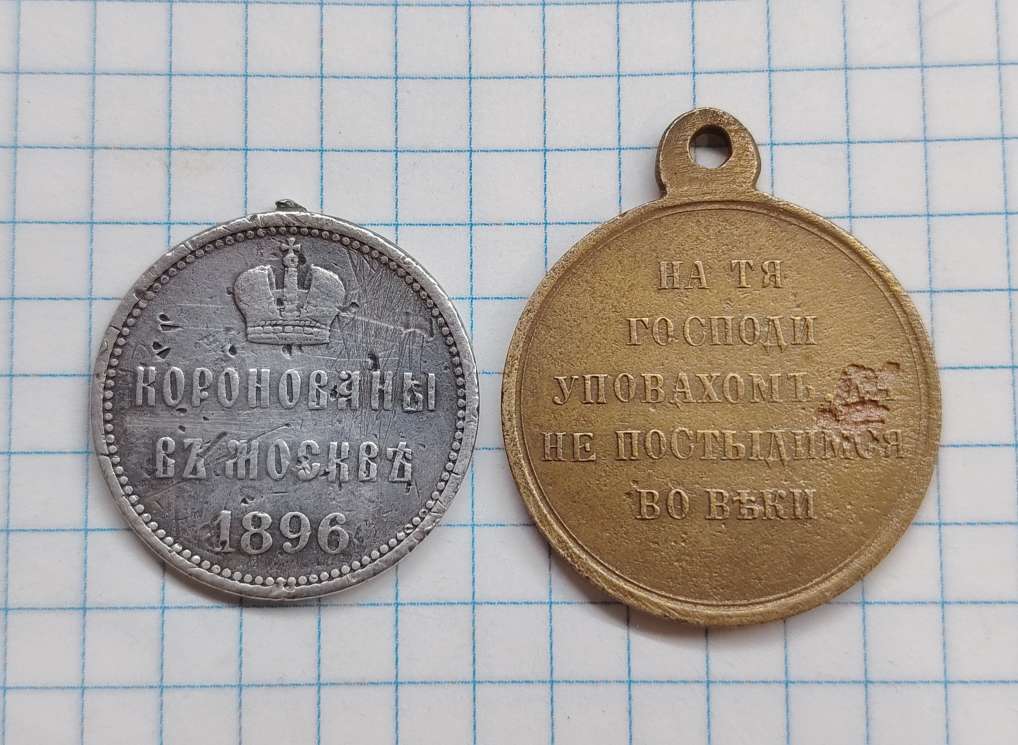 КОРОНОВАНЫ
ВЪ МОСКВѢ
1896
НА ТЯ
ГОСПОДИ
УПОВАХОМЪ
НЕ ПОСТЫДИМСЯ
ВО ВѢКИ